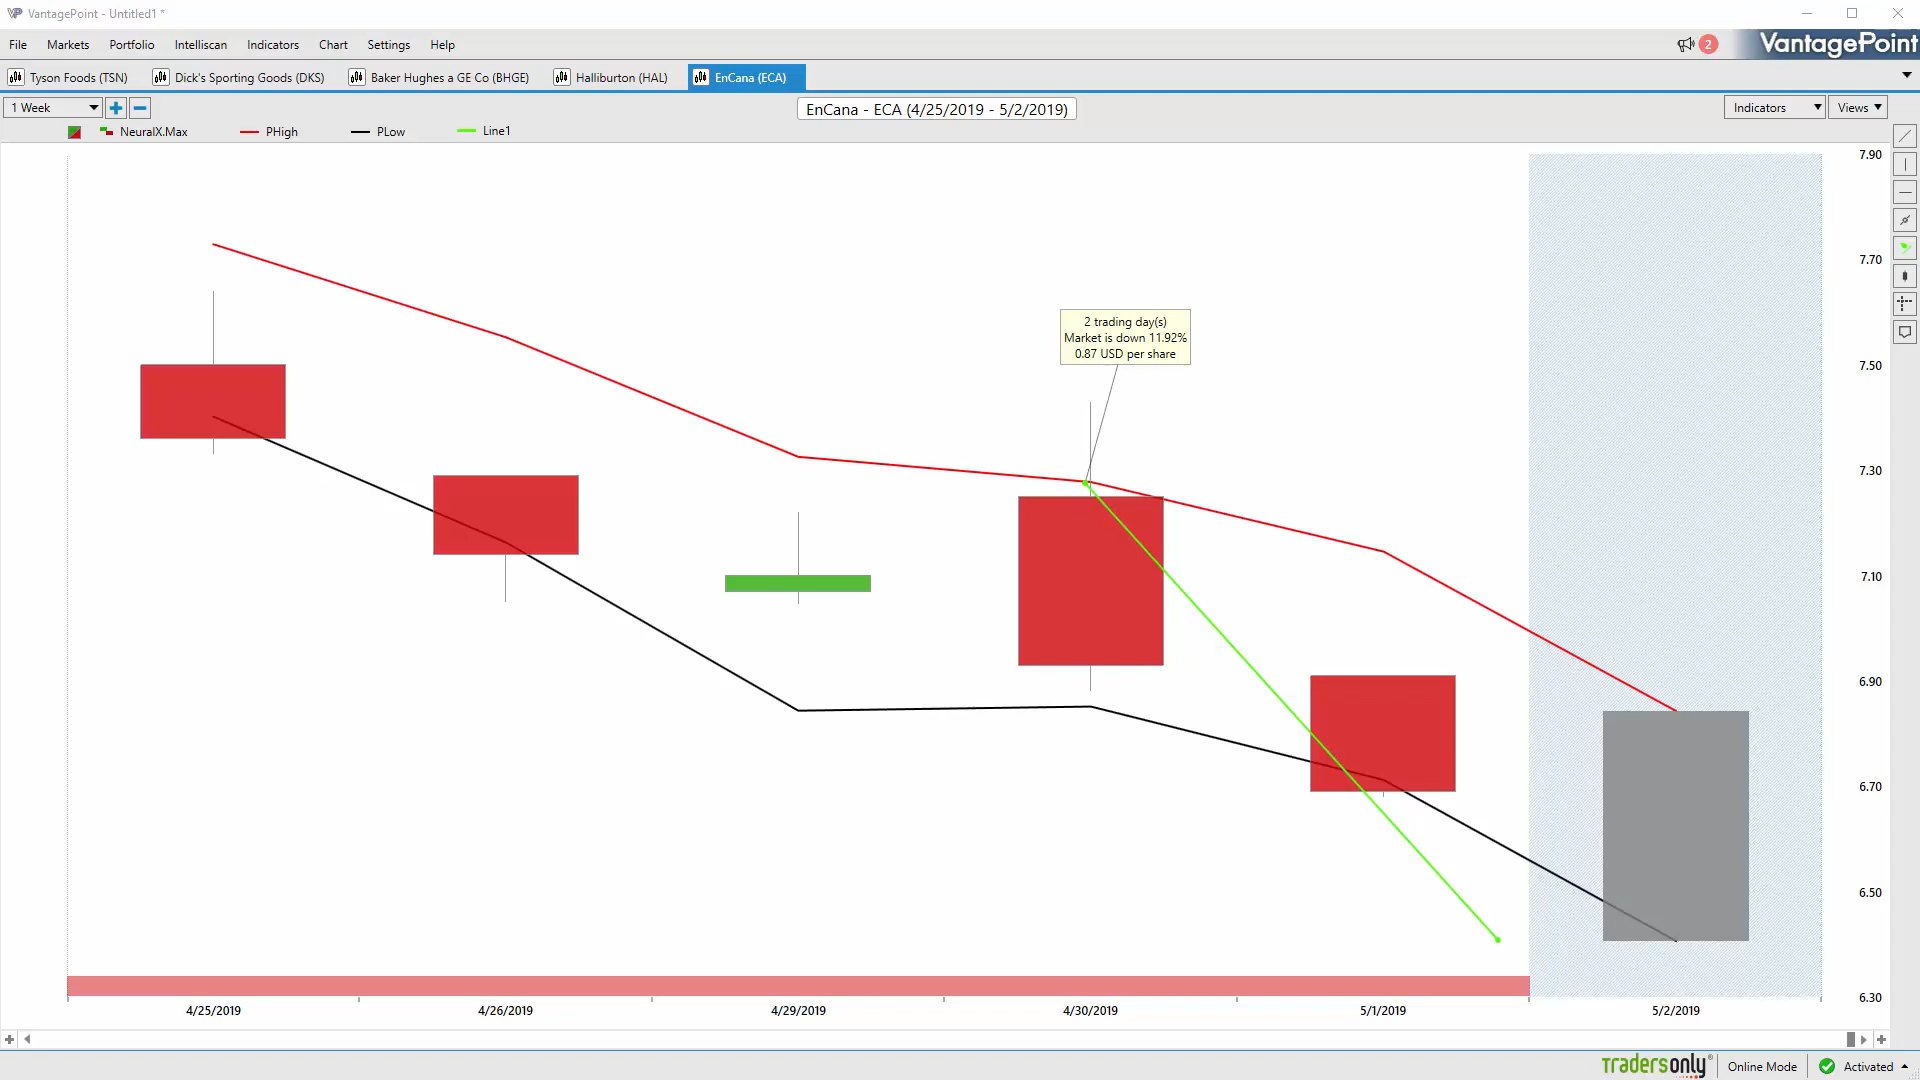 VP VantagePoint - Untitled1 *
File Markets Portfolio Intelliscan Indicators Chart Settings Help
2 VantagePoint
Tyson Foods (TSN) Dick's Sporting Goods (DKS) Baker Hughes a GE Co (BHGE) Halliburton (HAL) EnCana (ECA)
1 Week
EnCana - ECA (4/25/2019 - 5/2/2019)
Indicators Views
NeuralX.Max PHigh PLow Line1
7.90
7.70
2 trading day(s)
Market is down 11.92%
0.87 USD per share
7.50
7.30
7.10
6.90
6.70
6.50
6.30
4/25/2019 4/26/2019 4/29/2019 4/30/2019 5/1/2019 5/2/2019
tradersonly® Online Mode Activated